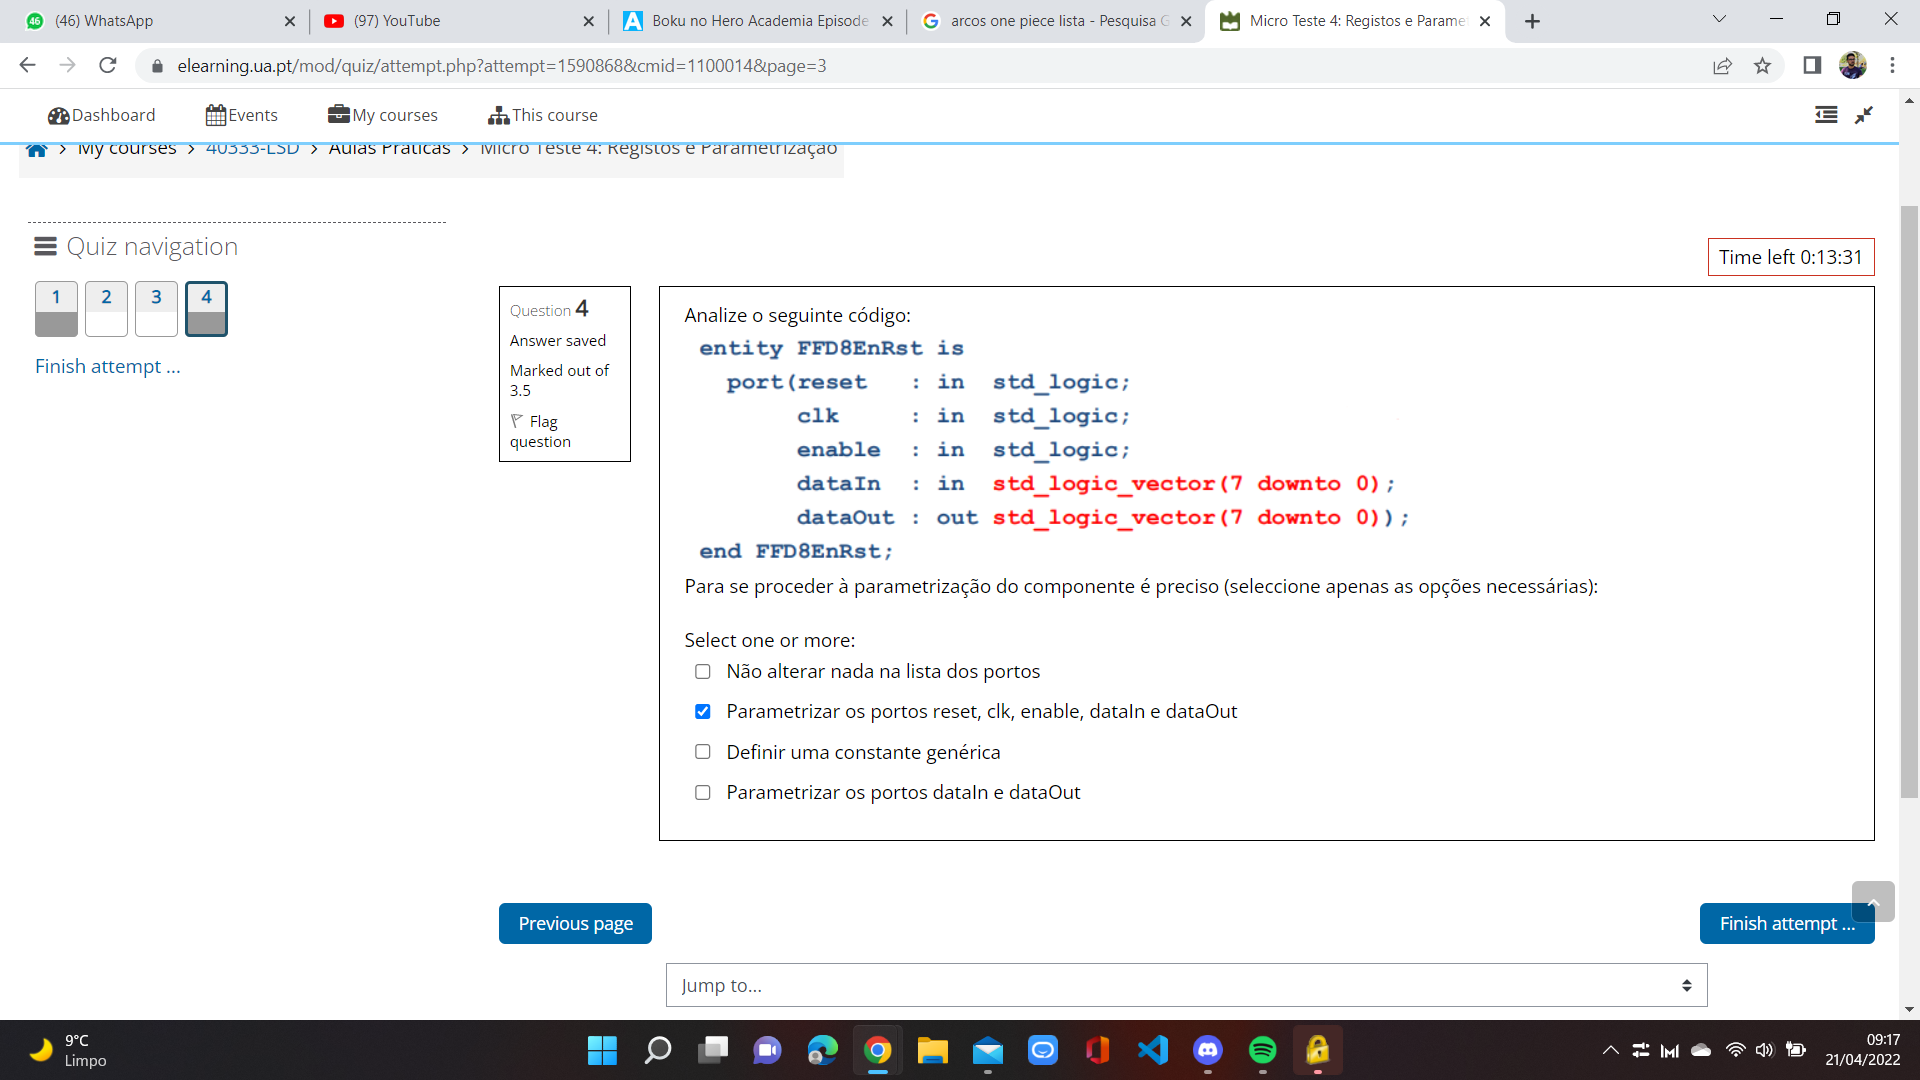 (46) WhatsApp
(97) YouTube
Boku no Hero Academia Episode
arcos one piece lista - Pesquisa G
Micro Teste 4: Registos e Parame
elearning.ua.pt/mod/quiz/attempt.php?attempt=1590868&cmid=1100014&page=3
Dashboard
Events
My courses
This course
My courses > 40333-LSD > Aulas Práticas > Micro Teste 4: Registos e Parametrização
Quiz navigation
1 2 3 4
Finish attempt ...
Time left 0:13:31
Question 4
Answer saved
Marked out of
3.5
Flag
question
Analize o seguinte código:
entity FFD8EnRst is
port(reset : in std_logic;
clk : in std_logic;
enable : in std_logic;
dataIn : in std_logic_vector(7 downto 0);
dataOut : out std_logic_vector(7 downto 0));
end FFD8EnRst;
Para se proceder à parametrização do componente é preciso (seleccione apenas as opções necessárias):
Select one or more:
Não alterar nada na lista dos portos
Parametrizar os portos reset, clk, enable, dataIn e dataOut
Definir uma constante genérica
Parametrizar os portos dataIn e dataOut
Previous page
Finish attempt ...
Jump to...
9°C
Limpo
09:17
21/04/2022